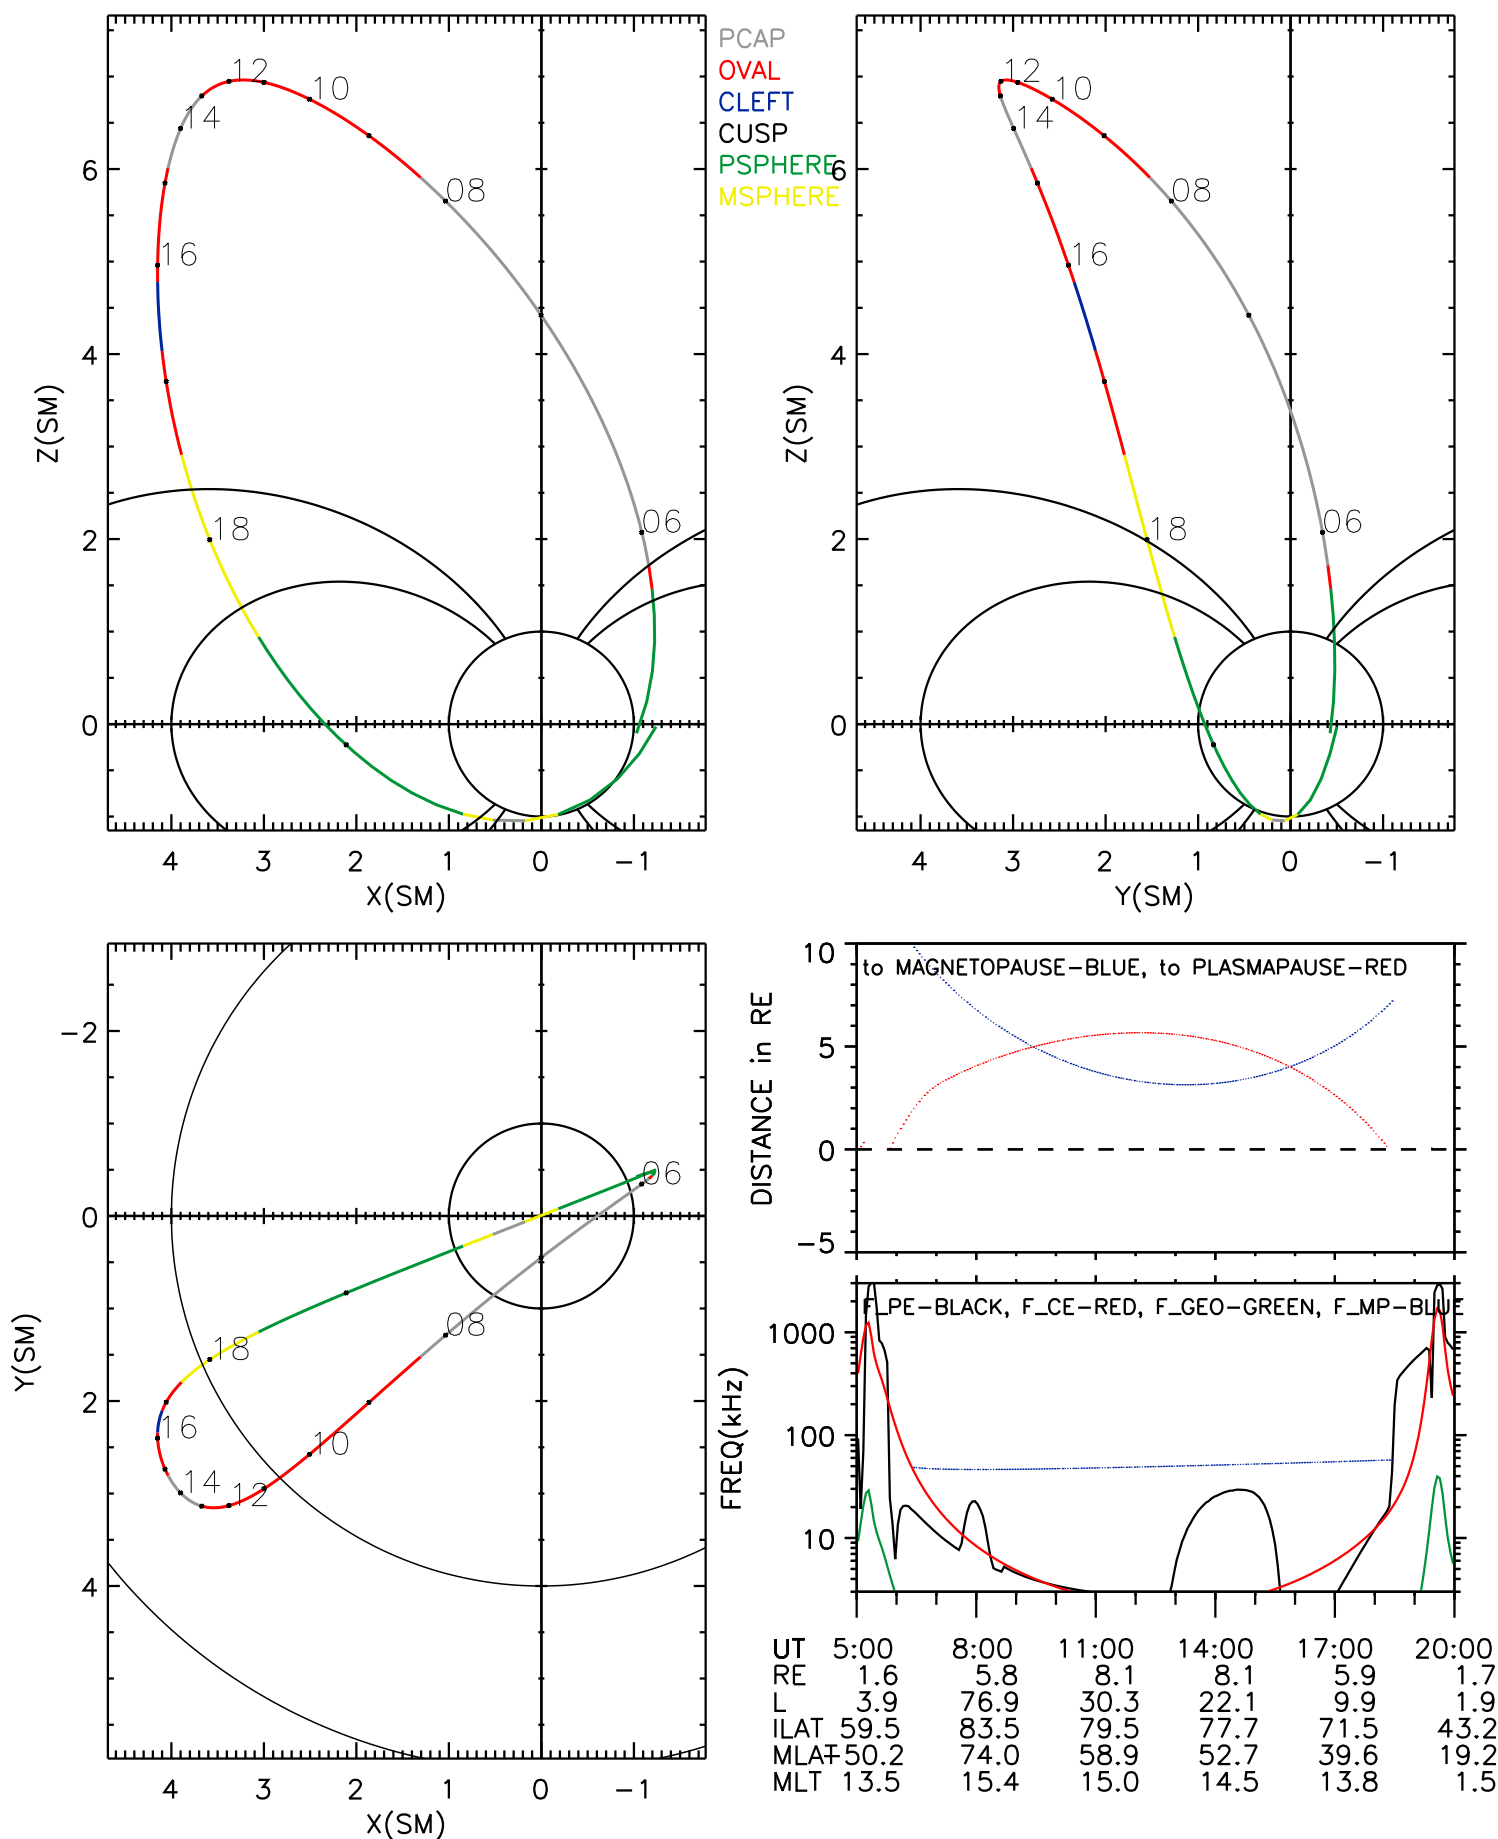 PCAP
OVAL
CLEFT
CUSP
PSPHERE
MSPHERE
12
10
14
08
16
18
06
6
4
2
0
Z(SM)
4 3 2 1 0 −1
X(SM)
12
10
14
08
16
18
06
6
4
2
0
Z(SM)
4 3 2 1 0 −1
Y(SM)
−2
0
2
4
Y(SM)
06
08
18
16
10
14
12
4 3 2 1 0 −1
X(SM)
to MAGNETOPAUSE−BLUE, to PLASMAPAUSE−RED
10
5
0
−5
DISTANCE in RE
F_PE−BLACK, F_CE−RED, F_GEO−GREEN, F_MP−BLU
1000
100
10
FREQ(kHz)
UT 5:00 8:00 11:00 14:00 17:00 20:00
RE 1.6 5.8 8.1 8.1 5.9 1.7
L 3.9 76.9 30.3 22.1 9.9 1.9
ILAT 59.5 83.5 79.5 77.7 71.5 43.2
MLAT−50.2 74.0 58.9 52.7 39.6 19.2
MLT 13.5 15.4 15.0 14.5 13.8 1.5